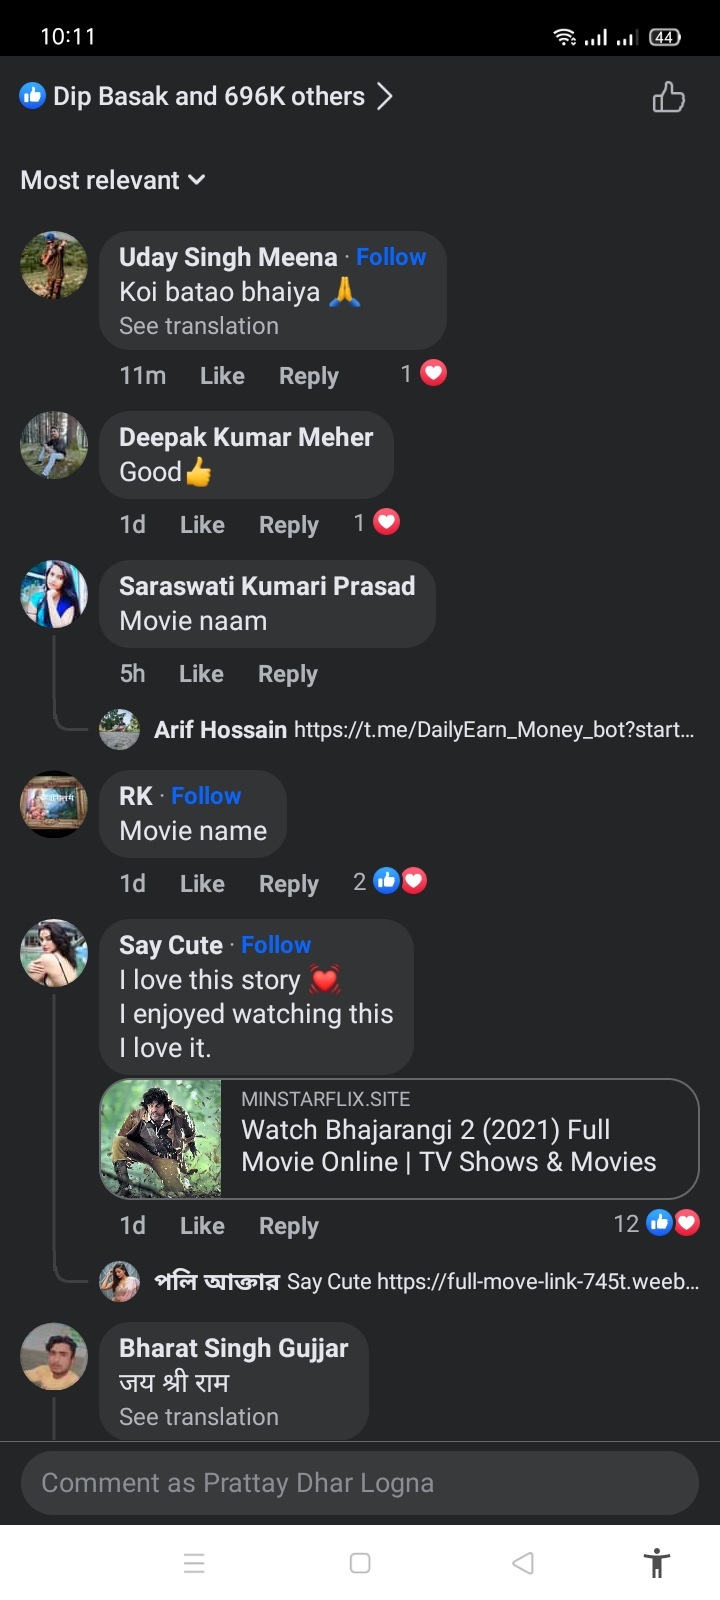 10:11
44
Dip Basak and 696K others
Most relevant
Uday Singh Meena · Follow
Koi batao bhaiya 🙏
See translation
11m Like Reply 1
Deepak Kumar Meher
Good👍
1d Like Reply 1
Saraswati Kumari Prasad
Movie naam
5h Like Reply
Arif Hossain https://t.me/DailyEarn_Money_bot?start...
RK · Follow
Movie name
1d Like Reply 2
Say Cute · Follow
I love this story 💓
I enjoyed watching this
I love it.
MINSTARFLIX.SITE
Watch Bhajarangi 2 (2021) Full
Movie Online | TV Shows & Movies
1d Like Reply 12
পলি আক্তার Say Cute https://full-move-link-745t.weeb...
Bharat Singh Gujjar
जय श्री राम
See translation
Comment as Prattay Dhar Logna